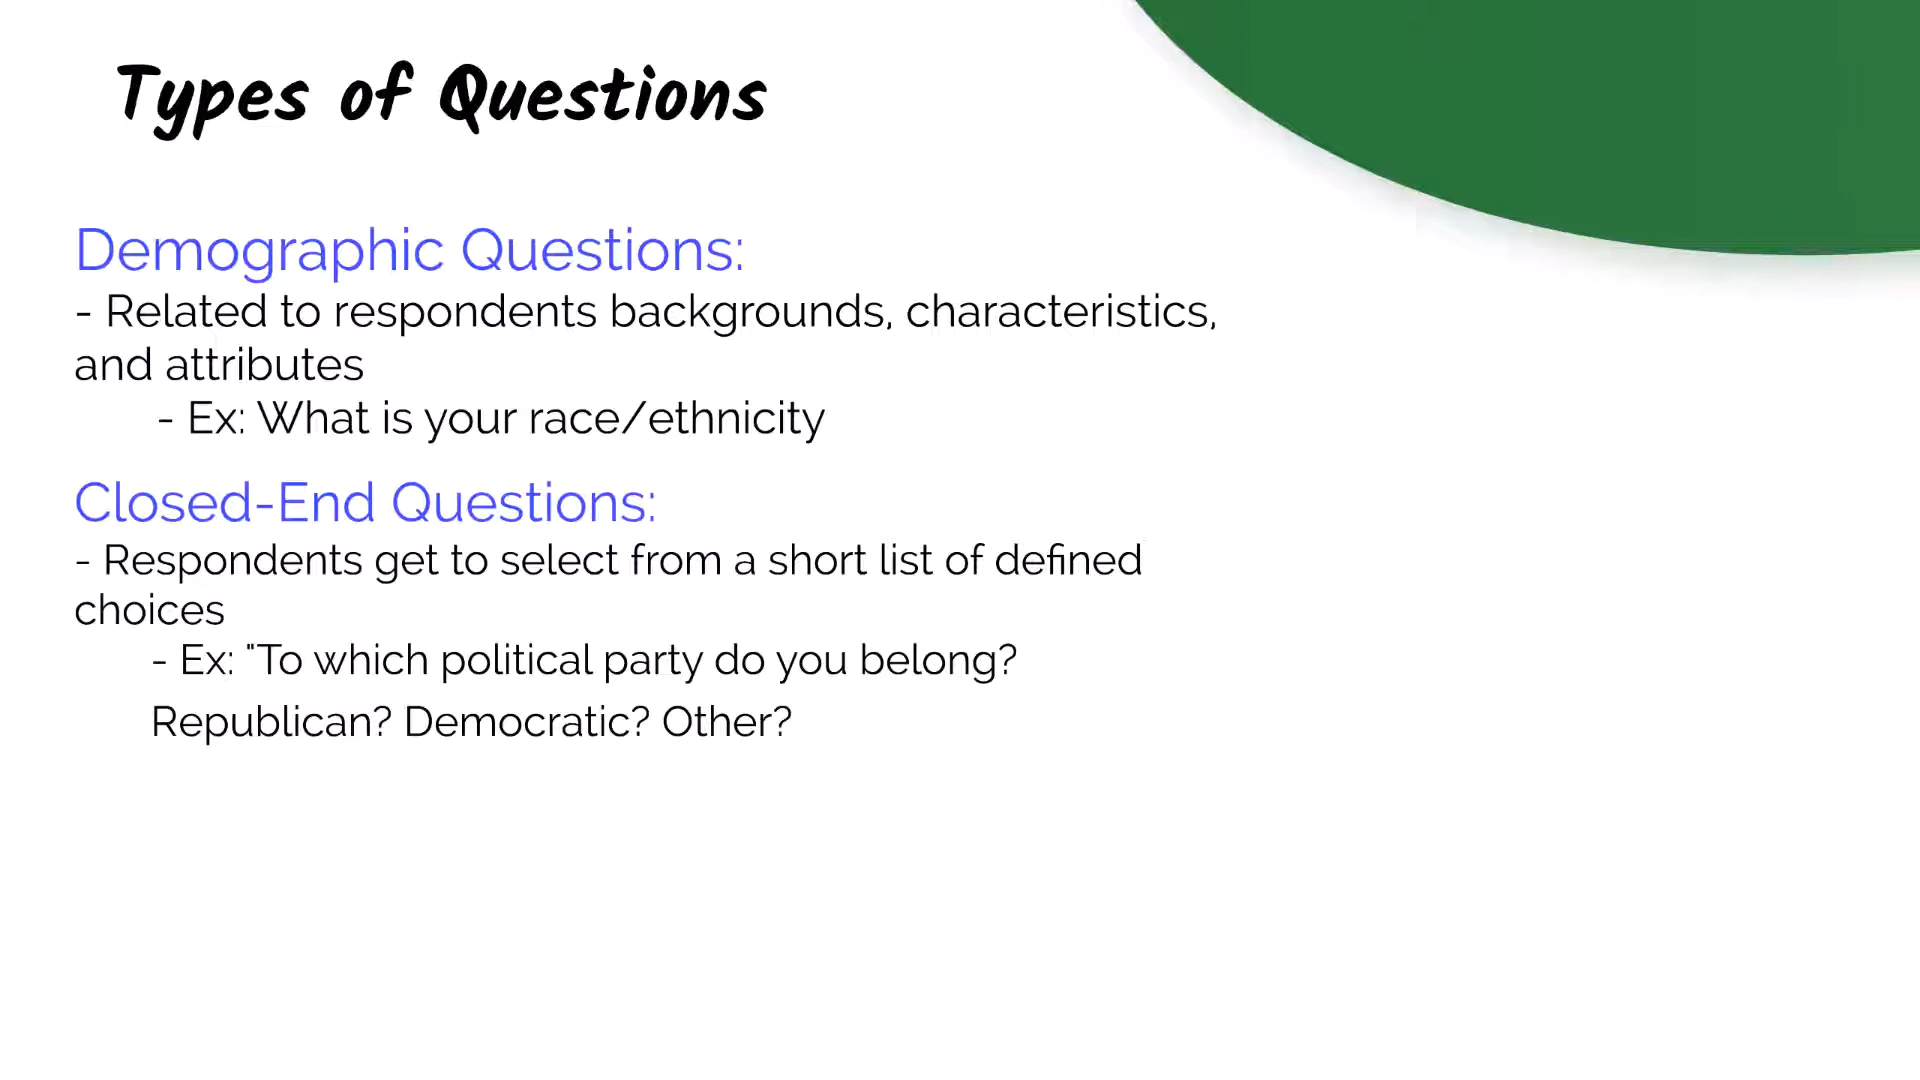 Types of Questions
Demographic Questions:
- Related to respondents backgrounds, characteristics,
and attributes
- Ex: What is your race/ethnicity
Closed-End Questions:
- Respondents get to select from a short list of defined
choices
- Ex: "To which political party do you belong?
Republican? Democratic? Other?